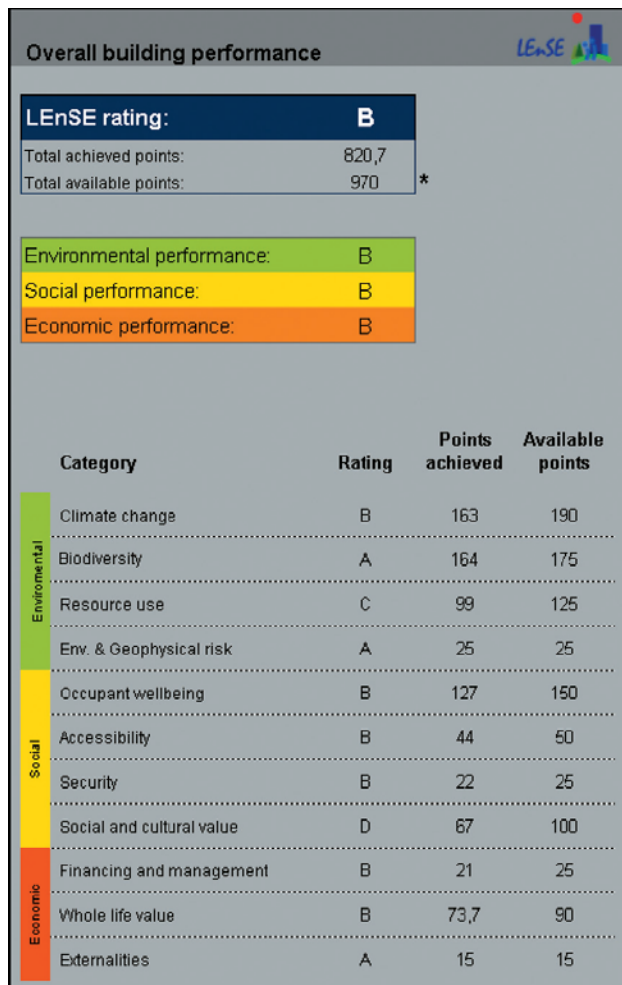 Overall building performance
LEnSE
LEnSE rating: B
Total achieved points: 820,7
Total available points: 970 *
Environmental performance: B
Social performance: B
Economic performance: B
Category Rating Points achieved Available points
Enviromental
Climate change B 163 190
Biodiversity A 164 175
Resource use C 99 125
Env. & Geophysical risk A 25 25
Social
Occupant wellbeing B 127 150
Accessibility B 44 50
Security B 22 25
Social and cultural value D 67 100
Economic
Financing and management B 21 25
Whole life value B 73,7 90
Externalities A 15 15